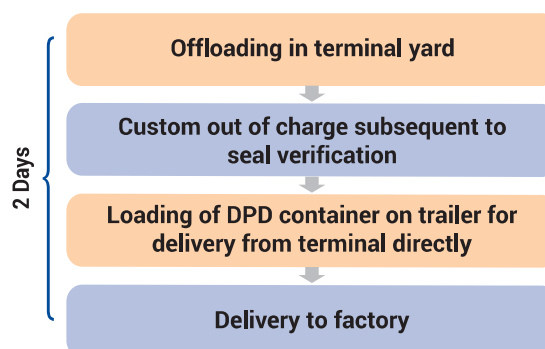 2 Days
Offloading in terminal yard
Custom out of charge subsequent to
seal verification
Loading of DPD container on trailer for
delivery from terminal directly
Delivery to factory